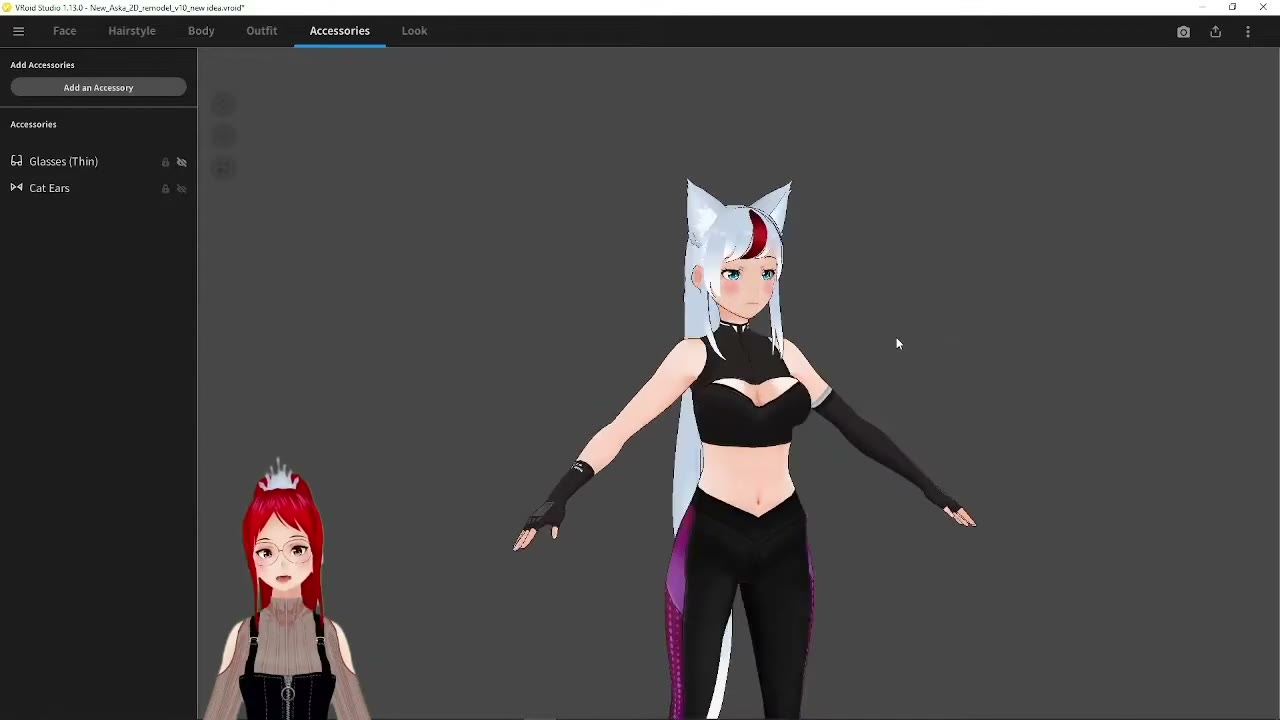 VRoid Studio 1.13.0 - New_Aska_2D_remodel_v10_new idea.vroid*
Face Hairstyle Body Outfit Accessories Look
Add Accessories
Add an Accessory
Accessories
Glasses (Thin)
Cat Ears